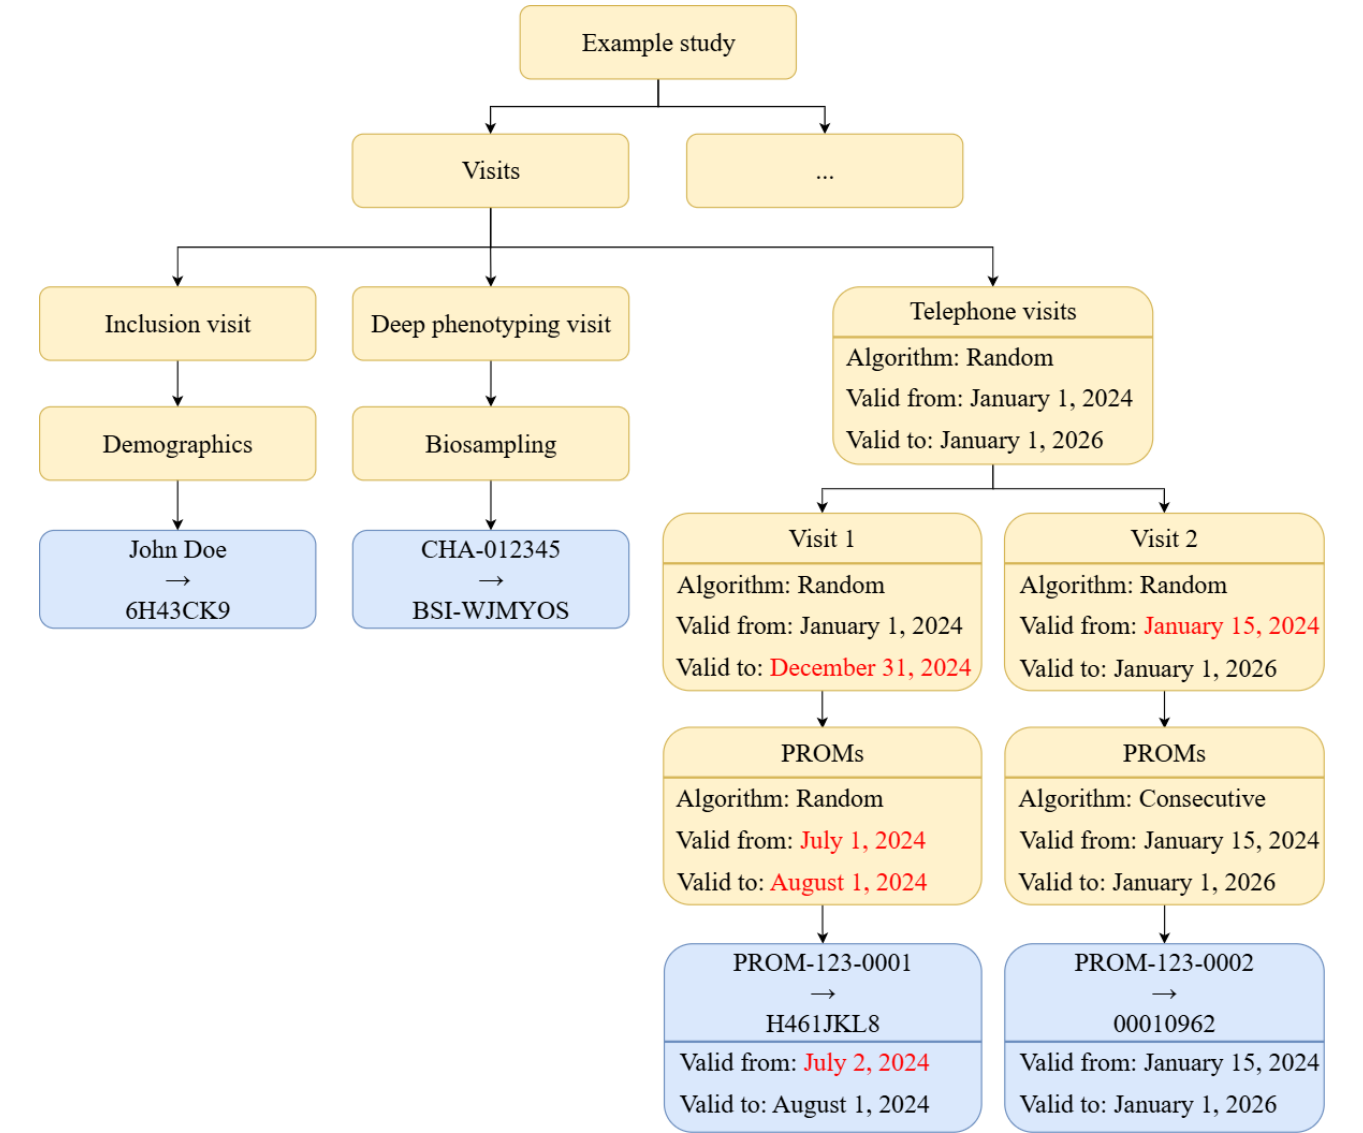 Example study
Visits
...
Inclusion visit
Deep phenotyping visit
Telephone visits
Algorithm: Random
Valid from: January 1, 2024
Valid to: January 1, 2026
Demographics
Biosampling
John Doe
→
6H43CK9
CHA-012345
→
BSI-WJMYOS
Visit 1
Algorithm: Random
Valid from: January 1, 2024
Valid to: December 31, 2024
Visit 2
Algorithm: Random
Valid from: January 15, 2024
Valid to: January 1, 2026
PROMs
Algorithm: Random
Valid from: July 1, 2024
Valid to: August 1, 2024
PROMs
Algorithm: Consecutive
Valid from: January 15, 2024
Valid to: January 1, 2026
PROM-123-0001
→
H461JKL8
Valid from: July 2, 2024
Valid to: August 1, 2024
PROM-123-0002
→
00010962
Valid from: January 15, 2024
Valid to: January 1, 2026